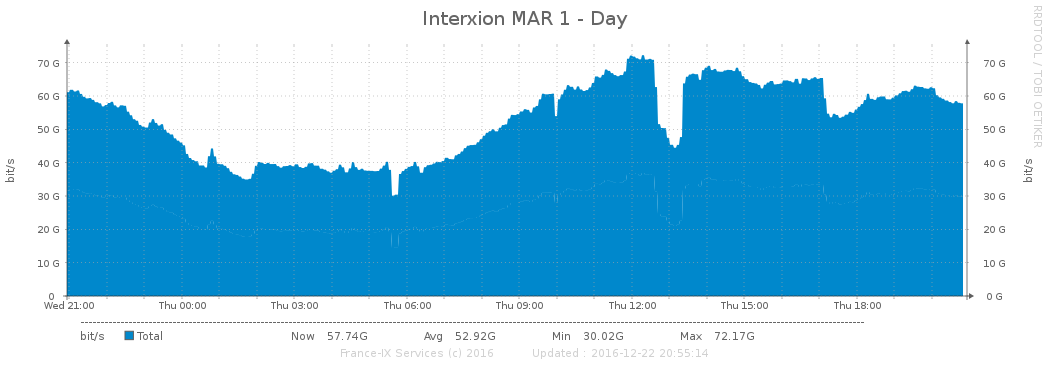 Interxion MAR 1 - Day
RRDTOOL / TOBI OETIKER
70 G 70 G
60 G 60 G
50 G 50 G
40 G 40 G
30 G 30 G
20 G 20 G
10 G 10 G
0 0 G
bit/s bit/s
Wed 21:00 Thu 00:00 Thu 03:00 Thu 06:00 Thu 09:00 Thu 12:00 Thu 15:00 Thu 18:00
bit/s Total Now 57.74G Avg 52.92G Min 30.02G Max 72.17G
France-IX Services (c) 2016 Updated : 2016-12-22 20:55:14